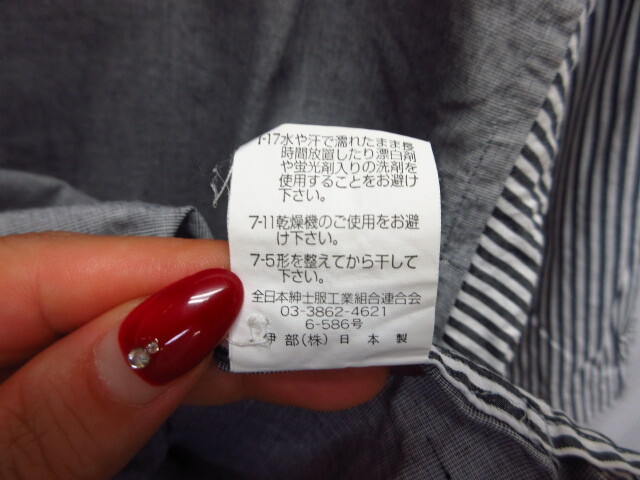 1-17水や汗で濡れたまま長
時間放置したり漂白剤
や蛍光剤入りの洗剤を
使用することをお避け
下さい。
7-11乾燥機のご使用をお避
け下さい。
7-5形を整えてから干して
下さい。
全日本紳士服工業組合連合会
03-3862-4621
6-586号
伊部(株)日本製